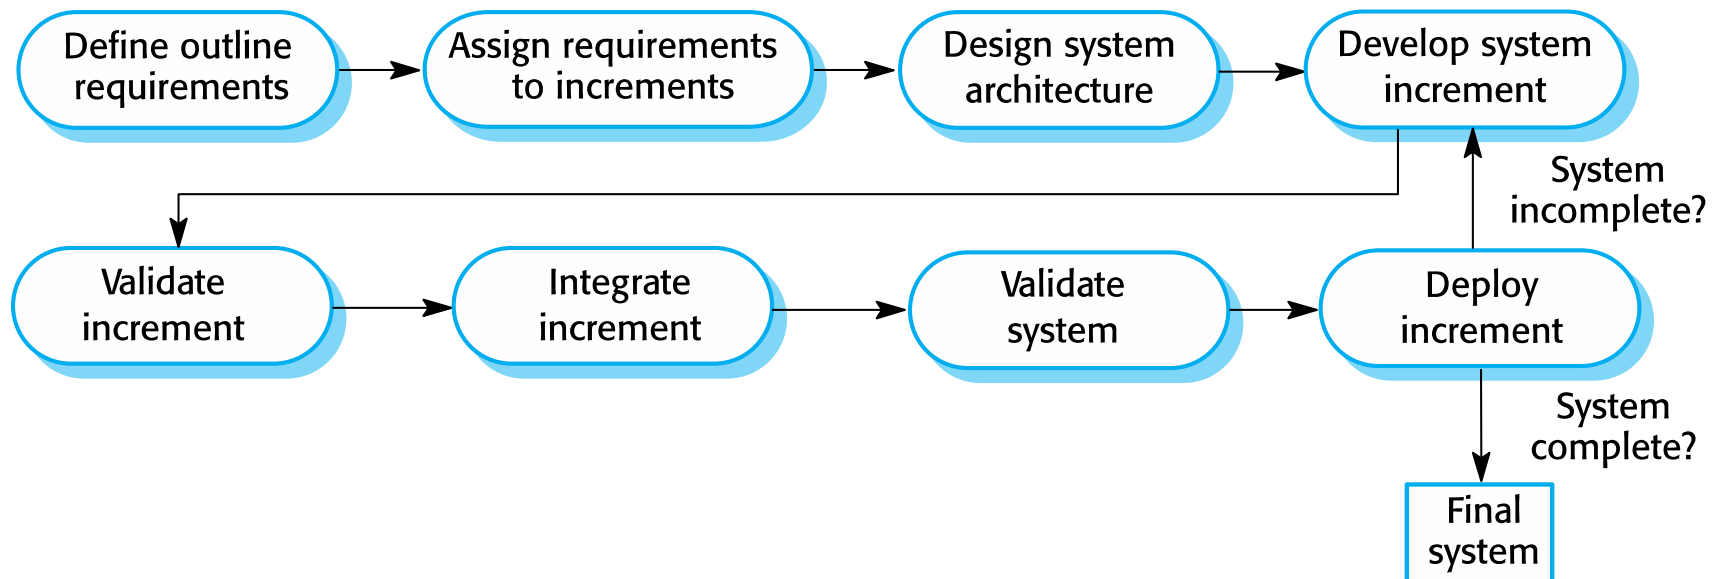 Define outline
requirements
Assign requirements
to increments
Design system
architecture
Develop system
increment
System
incomplete?
Validate
increment
Integrate
increment
Validate
system
Deploy
increment
System
complete?
Final
system